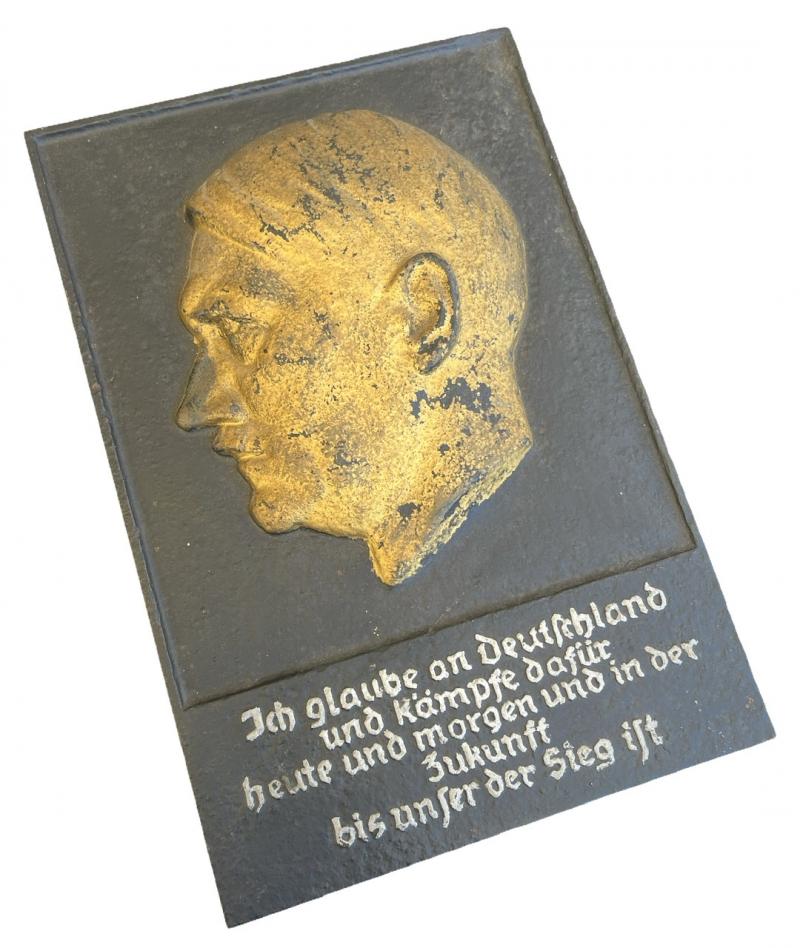 Ich glaube an Deutſchland
und kämpfe dafür
heute und morgen und in der
Zukunft
bis unſer der Sieg iſt